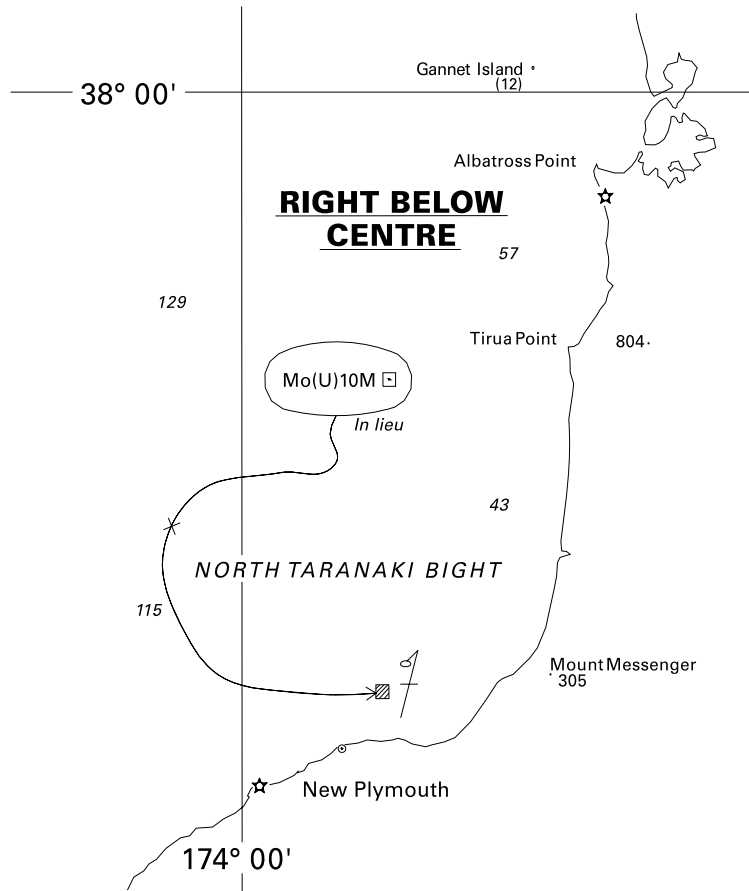 Gannet Island
(12)
38° 00'
Albatross Point
RIGHT BELOW
CENTRE
57
129
Tirua Point
804
Mo(U)10M
In lieu
43
NORTH TARANAKI BIGHT
115
Mount Messenger
305
New Plymouth
174° 00'